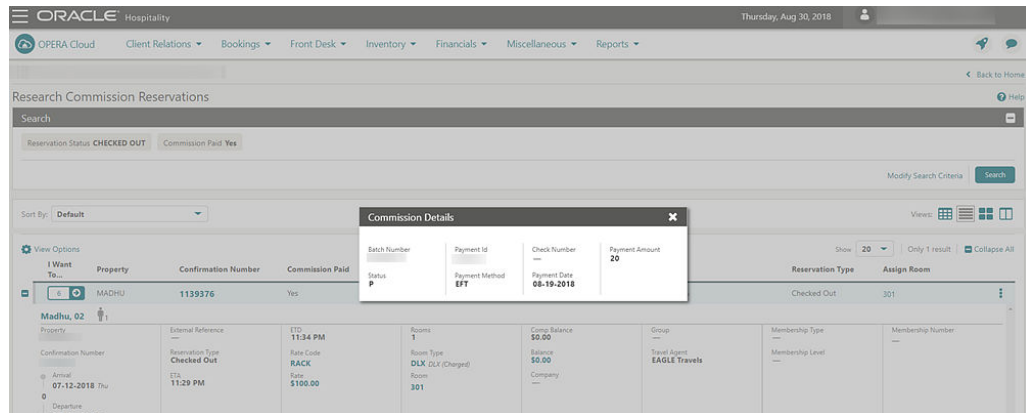 ORACLE Hospitality Thursday, Aug 30, 2018
OPERA Cloud Client Relations Bookings Front Desk Inventory Financials Miscellaneous Reports
Back to Home
Research Commission Reservations Help
Search
Reservation Status CHECKED OUT Commission Paid Yes
Modify Search Criteria Search
Sort By: Default Views:
Commission Details
Batch Number Payment Id Check Number Payment Amount
— 20
Status Payment Method Payment Date
P EFT 08-19-2018
View Options Show 20 Only 1 result Collapse All
I Want To... Property Confirmation Number Commission Paid Reservation Type Assign Room
6 MADHU 1139376 Yes Checked Out 301
Madhu, 02 1
Property External Reference ETD Rooms Comp Balance Group Membership Type Membership Number
— 11:34 PM 1 $0.00 — — —
Confirmation Number Reservation Type Rate Code Room Type Balance Travel Agent Membership Level
Checked Out RACK DLX DLX (Charged) $0.00 EAGLE Travels —
Arrival ETA Rate Room Company
07-12-2018 Thu 11:29 PM $100.00 301 —
0
Departure